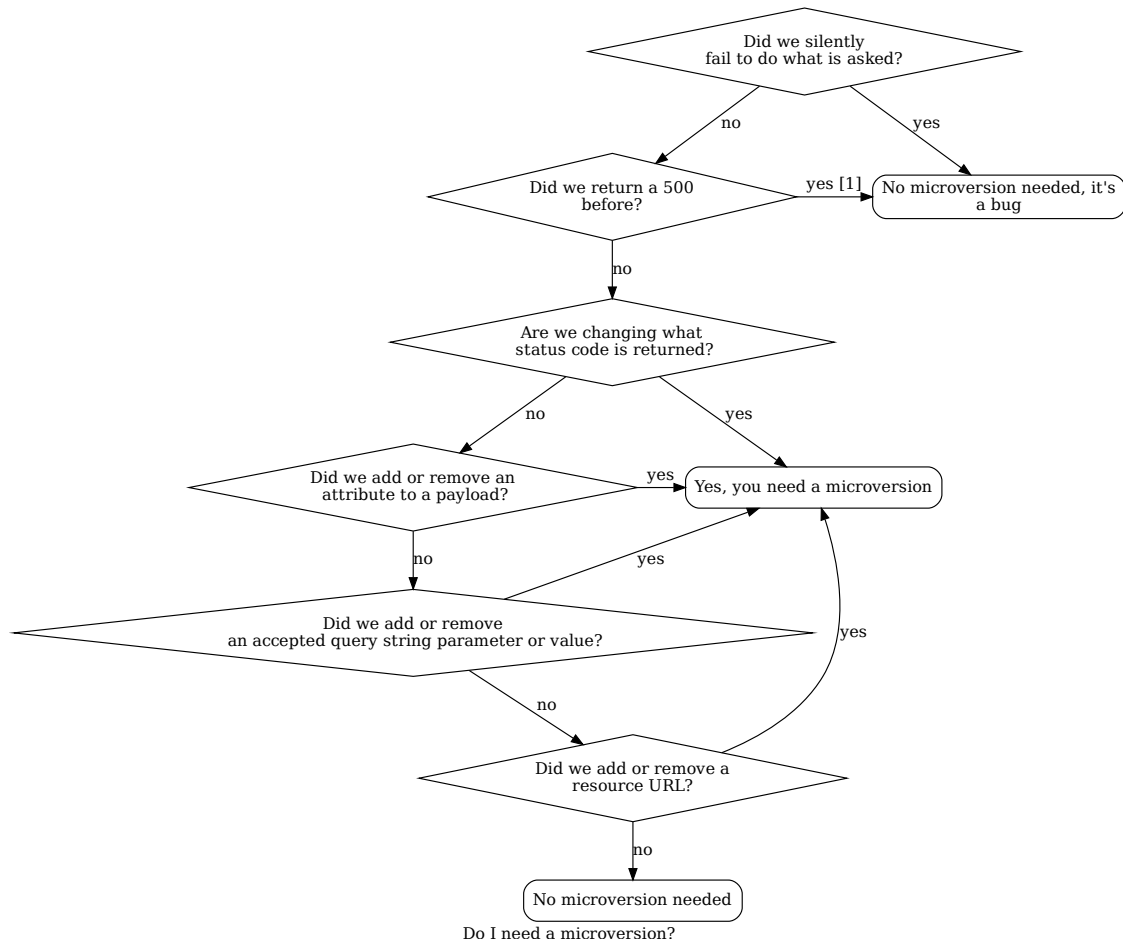 Did we silently
fail to do what is asked?
no
yes
Did we return a 500
before?
yes [1]
No microversion needed, it's
a bug
no
Are we changing what
status code is returned?
no
yes
Did we add or remove an
attribute to a payload?
yes
Yes, you need a microversion
no
yes
Did we add or remove
an accepted query string parameter or value?
yes
no
Did we add or remove a
resource URL?
no
No microversion needed
Do I need a microversion?